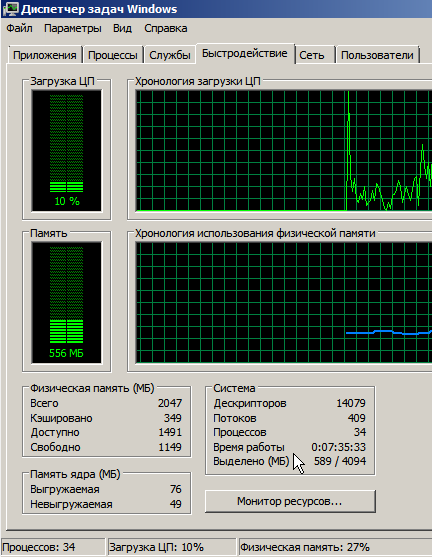 Диспетчер задач Windows
Файл Параметры Вид Справка
Приложения Процессы Службы Быстродействие Сеть Пользователи
Загрузка ЦП Хронология загрузки ЦП
10 %
Память Хронология использования физической памяти
556 МБ
Физическая память (МБ) Система
Всего 2047 Дескрипторов 14079
Кэшировано 349 Потоков 409
Доступно 1491 Процессов 34
Свободно 1149 Время работы 0:07:35:33
Выделено (МБ) 589 / 4094
Память ядра (МБ)
Выгружаемая 76
Невыгружаемая 49
Монитор ресурсов...
Процессов: 34 Загрузка ЦП: 10% Физическая память: 27%